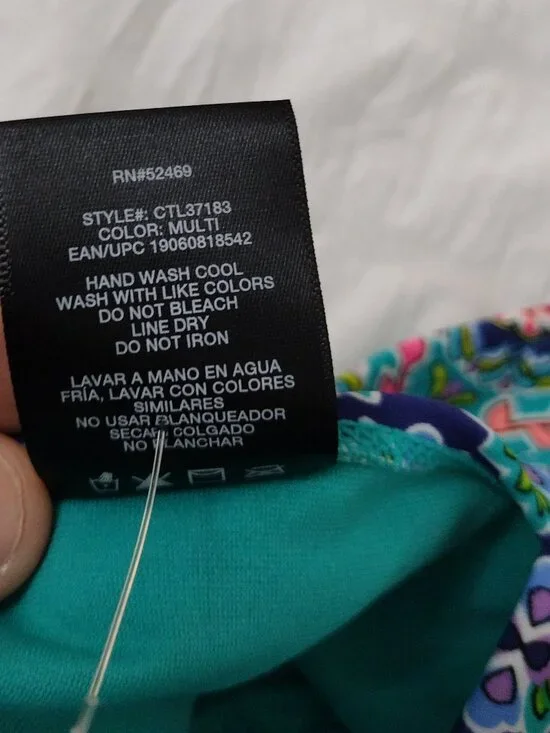 RN#52469
STYLE#: CTL37183
COLOR: MULTI
EAN/UPC 19060818542
HAND WASH COOL
WASH WITH LIKE COLORS
DO NOT BLEACH
LINE DRY
DO NOT IRON
LAVAR A MANO EN AGUA
FRÍA, LAVAR CON COLORES
SIMILARES
NO USAR BLANQUEADOR
SECAR COLGADO
NO PLANCHAR